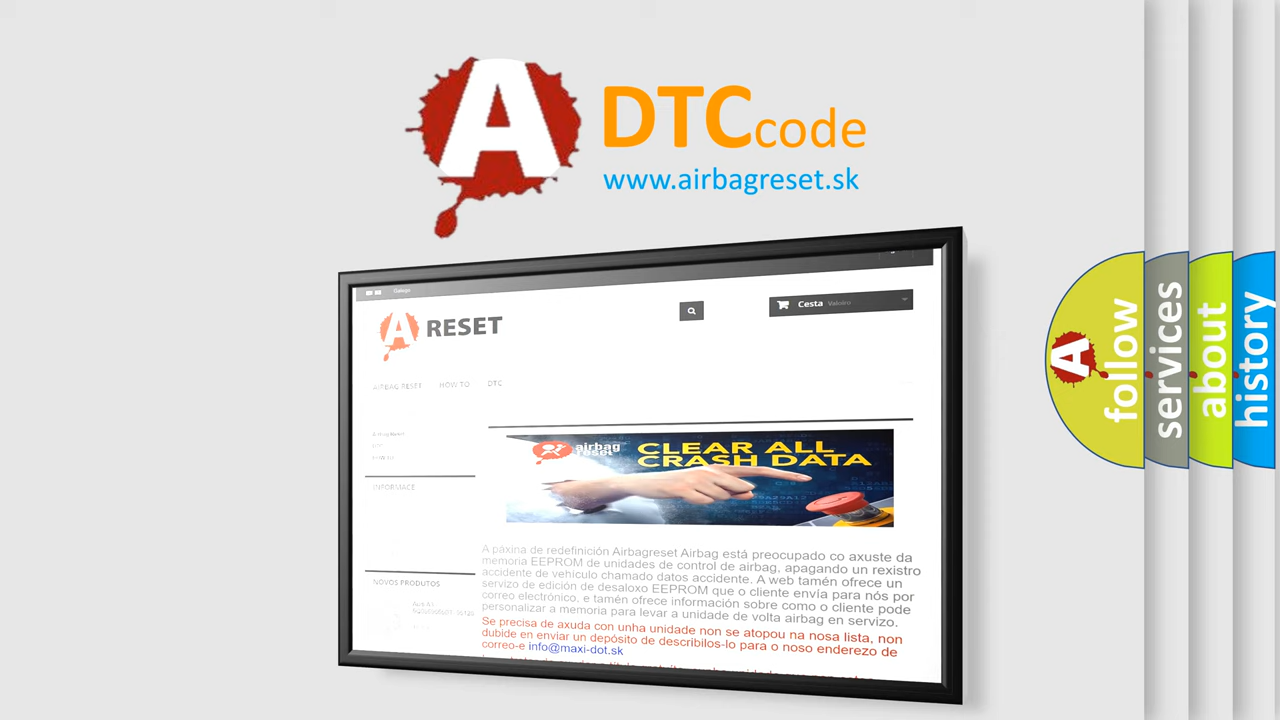 A
DTCcode
www.airbagreset.sk
Galego
A RESET
Cesta Valeiro
AIRBAG RESET HOW TO DTC
INFORMACE
airbag
reset
CLEAR ALL
CRASH DATA
A páxina de redefinición Airbagreset Airbag está preocupado co axuste da
memoria EEPROM de unidades de control de airbag, apagando un rexistro
accidente de vehículo chamado datos accidente. A web tamén ofrece un
servizo de edición de desaloxo EEPROM que o cliente envía para nós por
correo electrónico, e tamén ofrece información sobre como o cliente pode
personalizar a memoria para levar a unidade de volta airbag en servizo.
NOVOS PRODUTOS
Se precisa de axuda con unha unidade non se atopou na nosa lista, non
dubide en enviar un depósito de describilos-lo para o noso enderezo de
correo-e info@maxi-dot.sk
A
follow
services
about
history